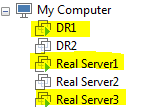 My Computer
DR1
DR2
Real Server1
Real Server2
Real Server3